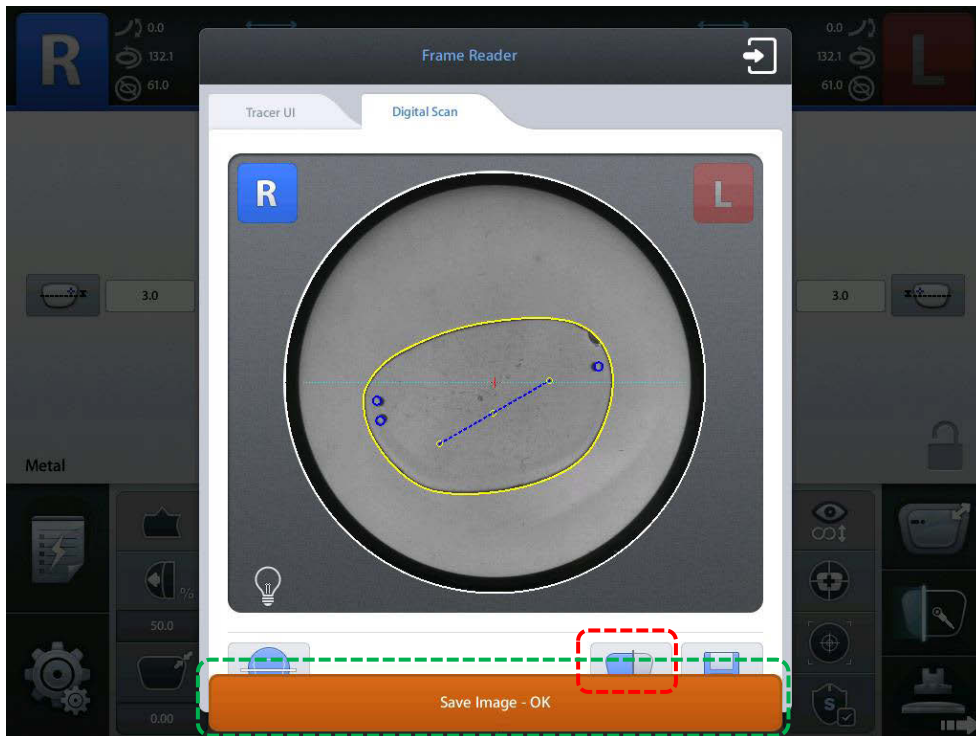 R
0.0
132.1
61.0
Frame Reader
0.0
132.1
61.0
L
Tracer UI
Digital Scan
R
L
3.0
3.0
Metal
%
50.0
0.00
S
Save Image - OK